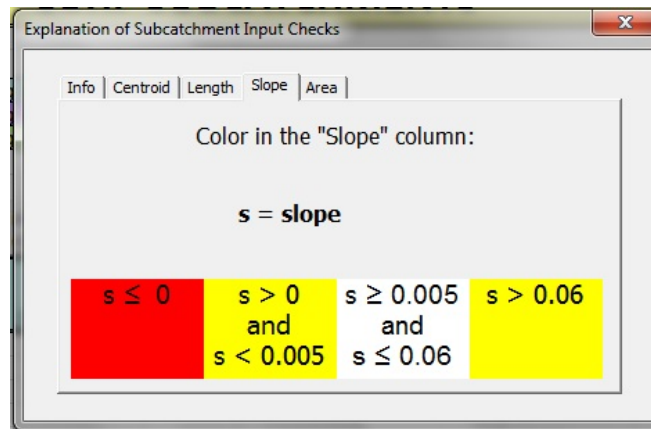 Explanation of Subcatchment Input Checks
x
Info Centroid Length Slope Area
Color in the "Slope" column:
s = slope
s ≤ 0
s > 0
and
s < 0.005
s ≥ 0.005
and
s ≤ 0.06
s > 0.06